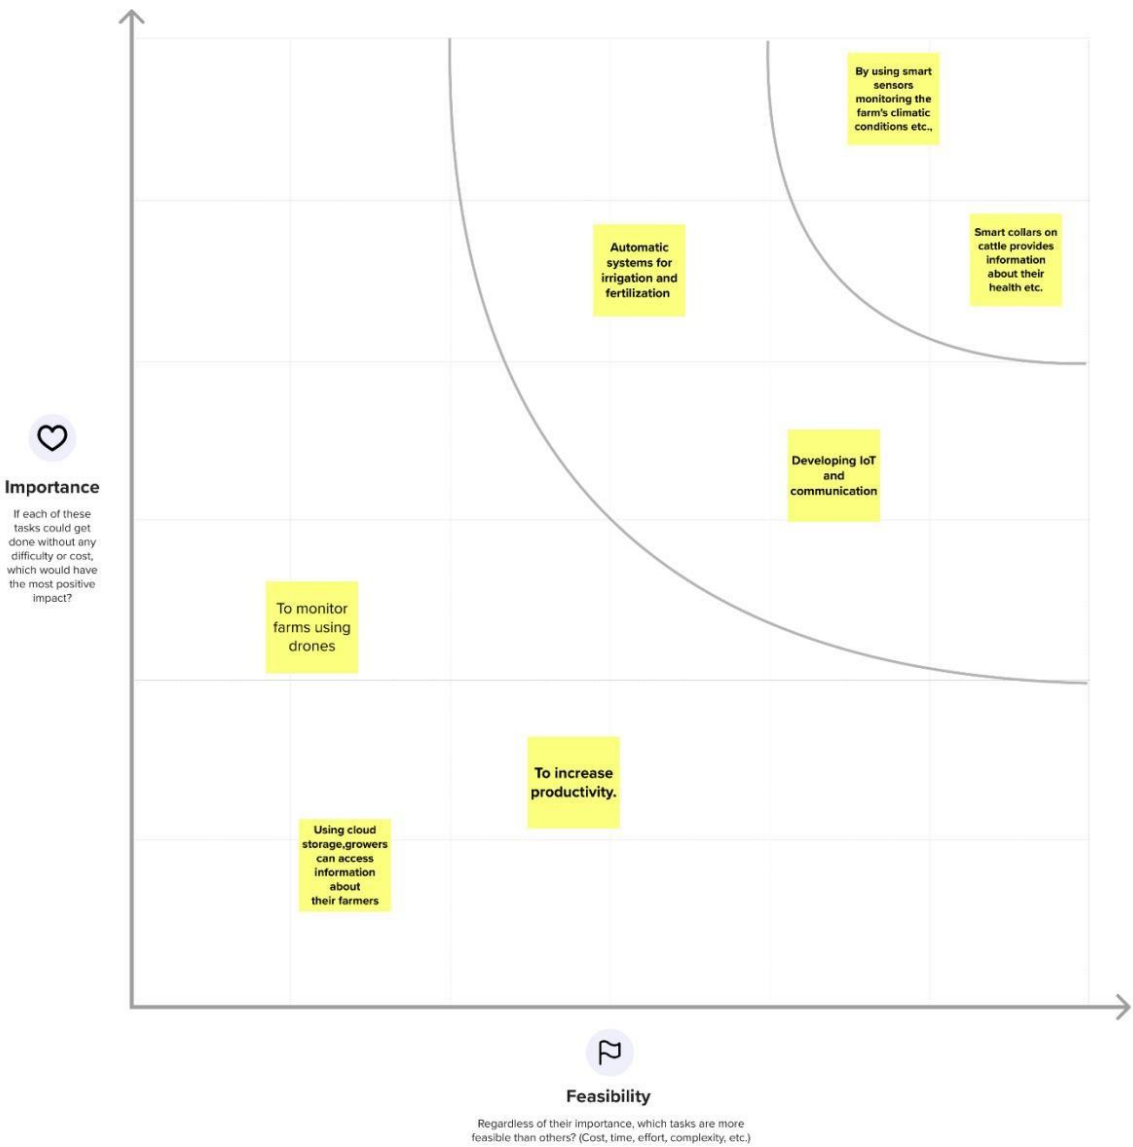 By using smart
sensors
monitoring the
farm's climatic
conditions etc.,
Smart collars on
cattle provides
information
about their
health etc.
Automatic
systems for
irrigation and
fertilization
Developing IoT
and
communication
Importance
If each of these
tasks could get
done without any
difficulty or cost,
which would have
the most positive
impact?
To monitor
farms using
drones
To increase
productivity.
Using cloud
storage,growers
can access
information
about
their farmers
Feasibility
Regardless of their importance, which tasks are more
feasible than others? (Cost, time, effort, complexity, etc.)